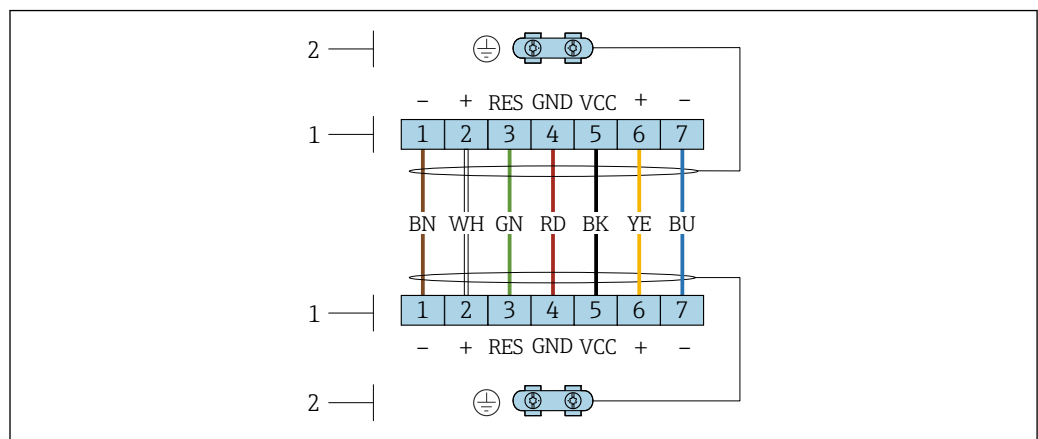 2
− + RES GND VCC + −
1 1 2 3 4 5 6 7
BN WH GN RD BK YE BU
1 1 2 3 4 5 6 7
− + RES GND VCC + −
2